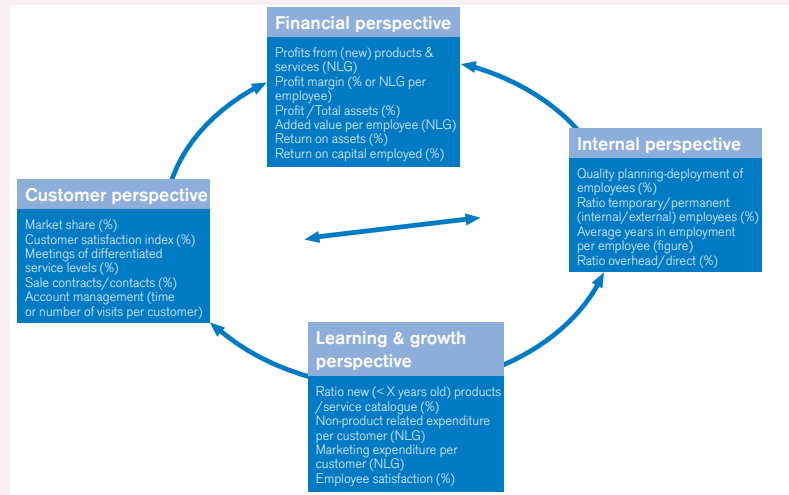 Financial perspective
Profits from (new) products &
services (NLG)
Profit margin (% or NLG per
employee)
Profit /Total assets (%)
Added value per employee (NLG)
Return on assets (%)
Return on capital employed (%)
Internal perspective
Quality planning-deployment of
employees (%)
Ratio temporary/permanent
(internal/external) employees (%)
Average years in employment
per employee (figure)
Ratio overhead/direct (%)
Customer perspective
Market share (%)
Customer satisfaction index (%)
Meetings of differentiated
service levels (%)
Sale contracts/contacts (%)
Account management (time
or number of visits per customer)
Learning & growth
perspective
Ratio new (< X years old) products
/service catalogue (%)
Non-product related expenditure
per customer (NLG)
Marketing expenditure per
customer (NLG)
Employee satisfaction (%)